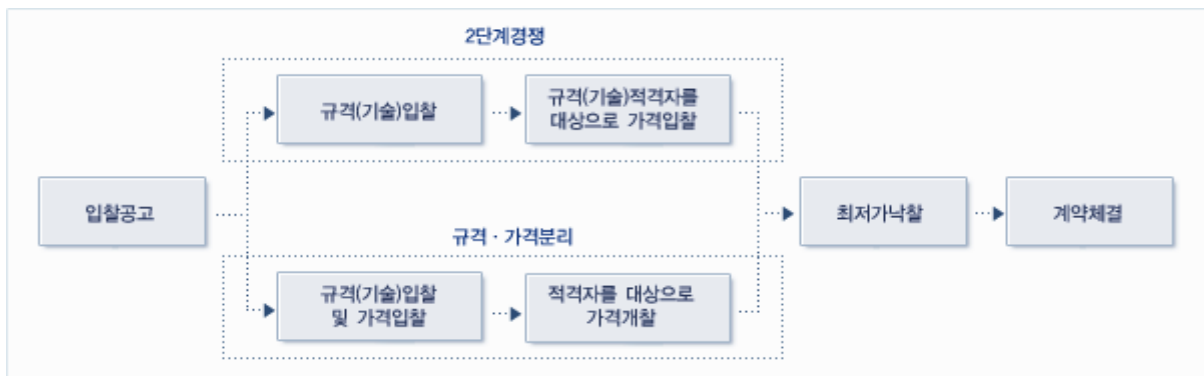 2단계경쟁
규격(기술)입찰
규격(기술)적격자를
대상으로 가격입찰
입찰공고
최저가낙찰
계약체결
규격 · 가격분리
규격(기술)입찰
및 가격입찰
적격자를 대상으로
가격개찰